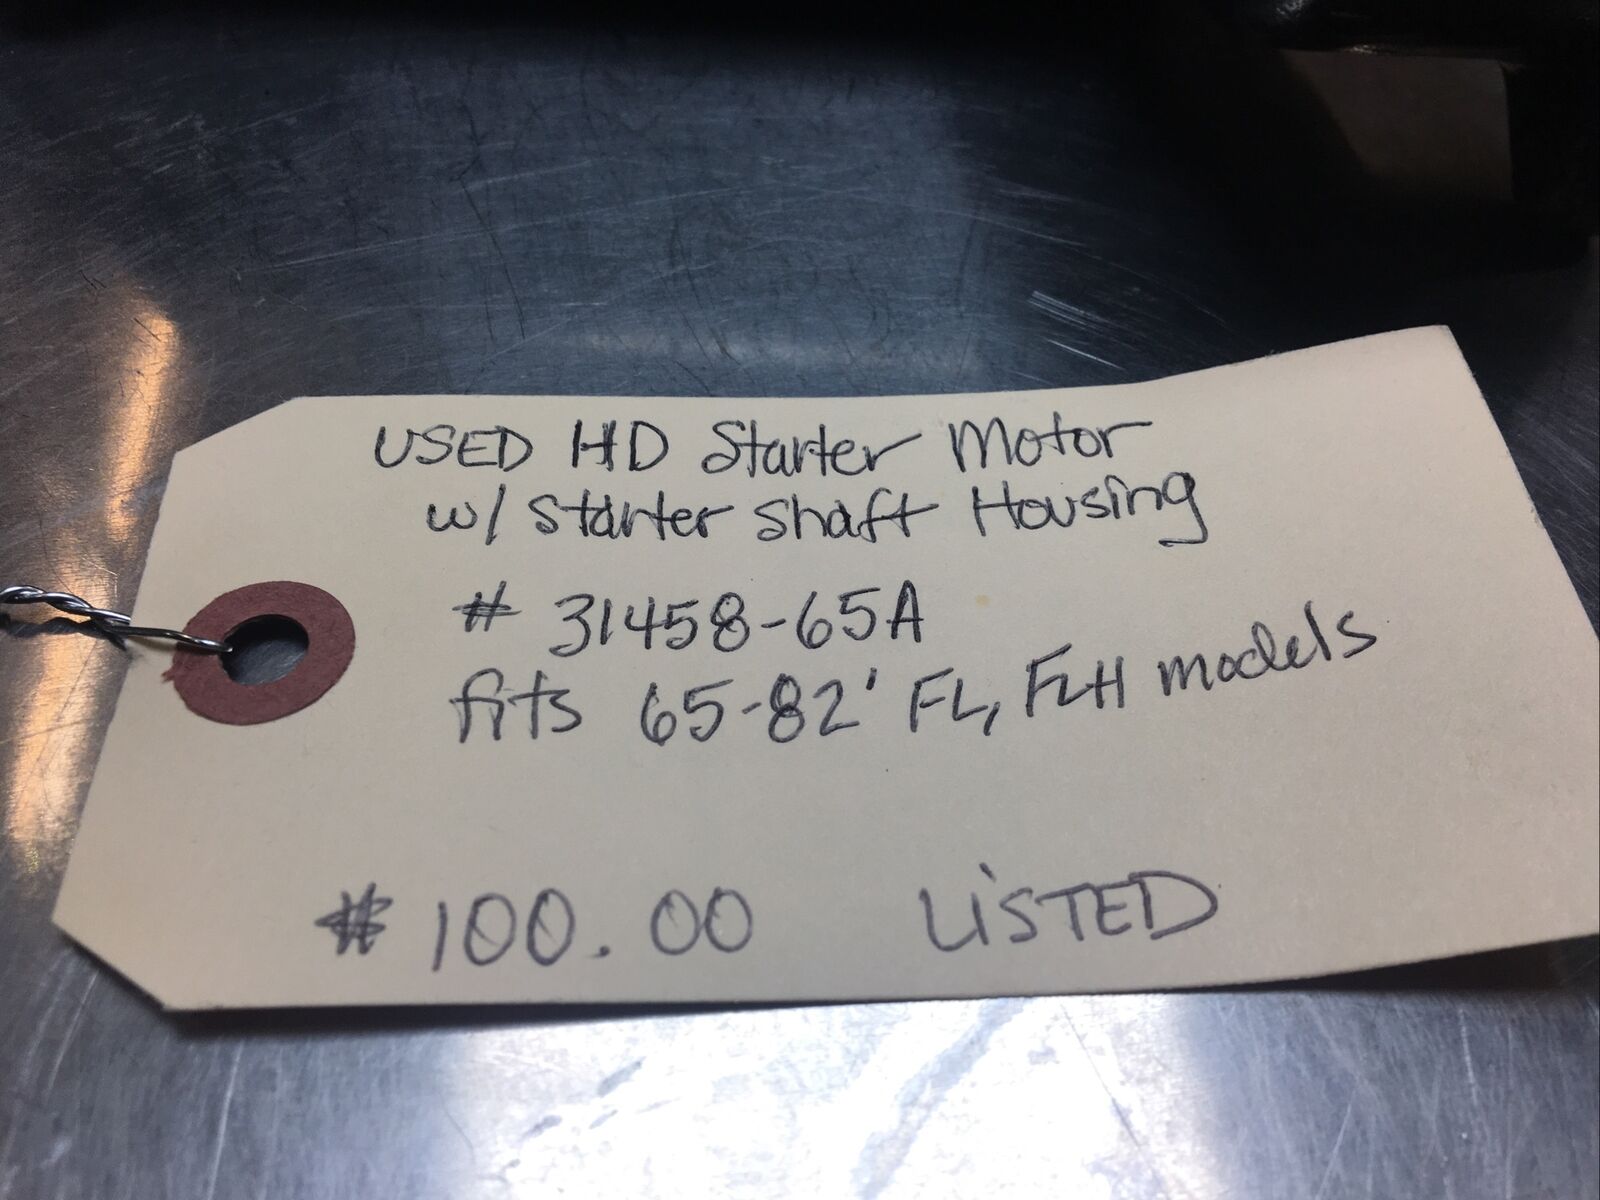 USED HD Starter Motor
w/ starter shaft Housing
# 31458-65A
fits 65-82' FL, FLH models
$ 100.00 LiSTED